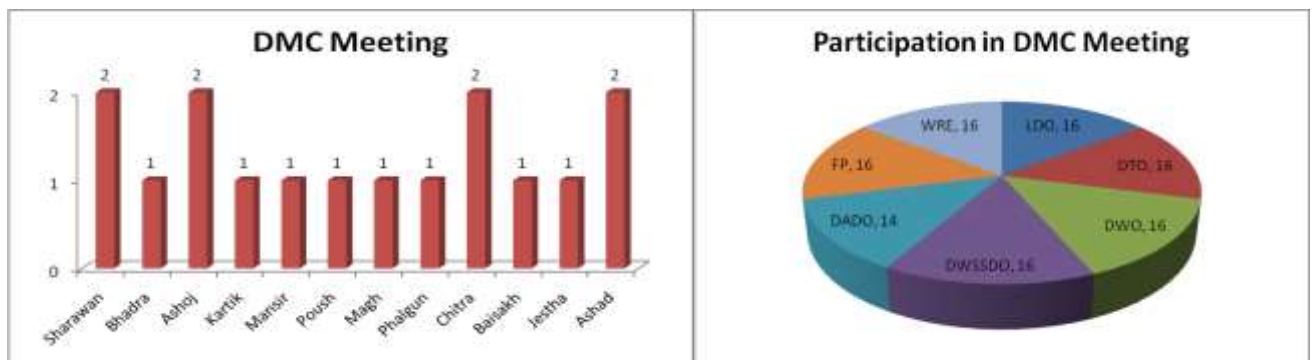 DMC Meeting
2
1
0
2
1
2
1
1
1
1
1
2
1
1
2
Sharawan
Bhadra
Ashoj
Kartik
Mansir
Poush
Magh
Phalgun
Chitra
Baisakh
Jestha
Ashad
Participation in DMC Meeting
WRE, 16
LDO, 16
FP, 16
DTO, 16
DADO, 14
DWO, 16
DWSSDO, 16